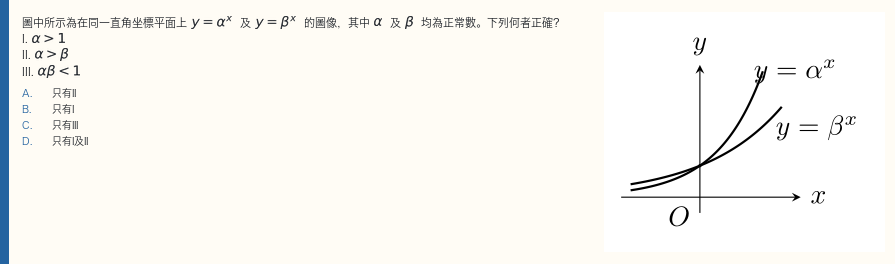 圖中所示為在同一直角坐標平面上 y = α^x 及 y = β^x 的圖像，其中 α 及 β 均為正常數。下列何者正確?
I. α > 1
II. α > β
III. αβ < 1
A. 只有II
B. 只有I
C. 只有III
D. 只有I及II
y
y = α^x
y = β^x
x
O